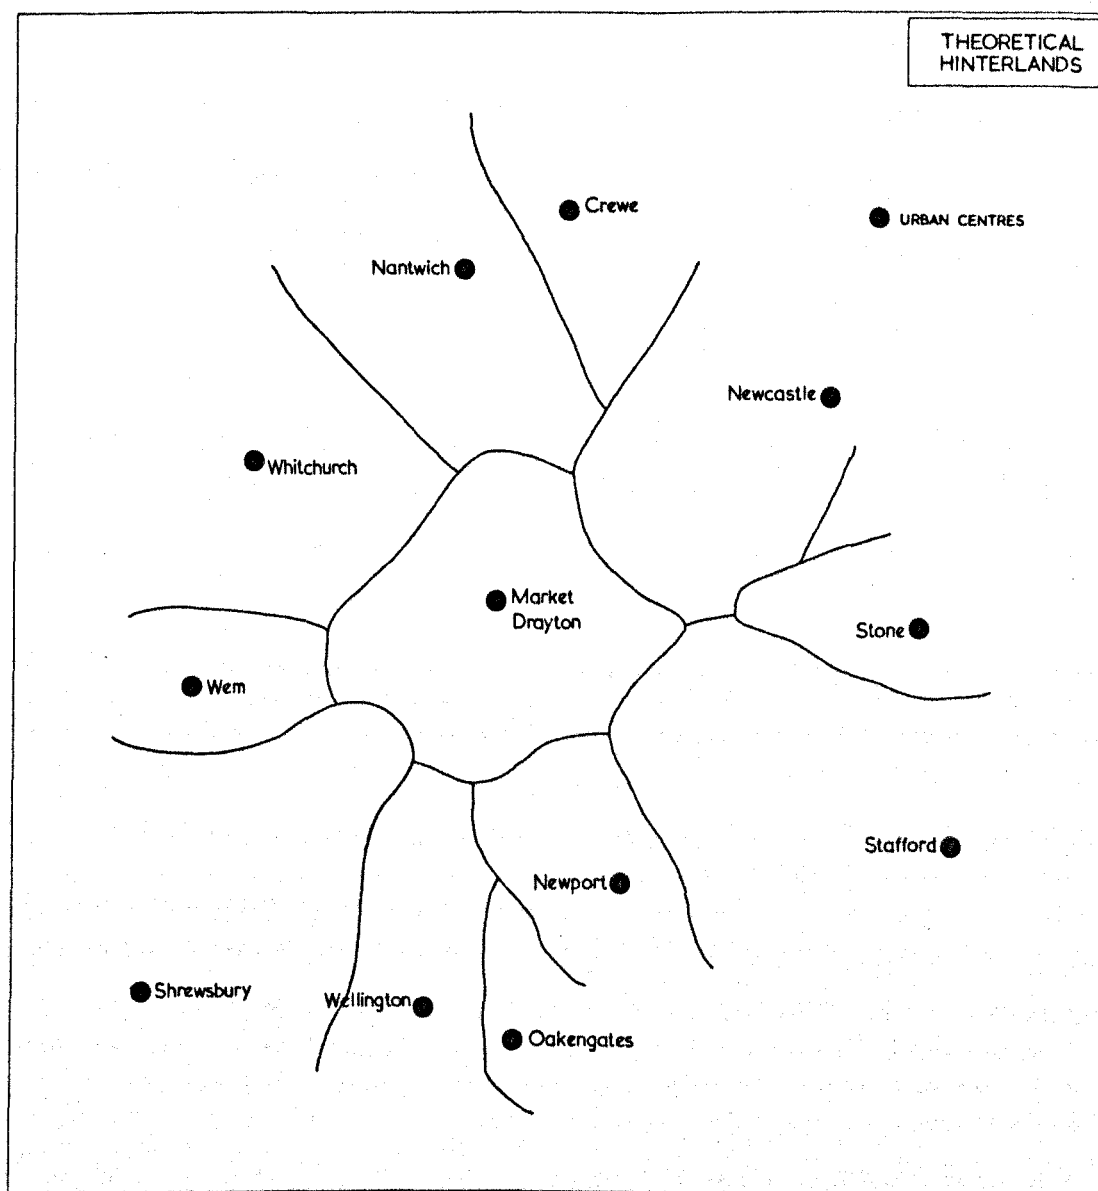 THEORETICAL
HINTERLANDS
Crewe
URBAN CENTRES
Nantwich
Newcastle
Whitchurch
Market
Drayton
Stone
Wem
Stafford
Newport
Shrewsbury
Wellington
Oakengates